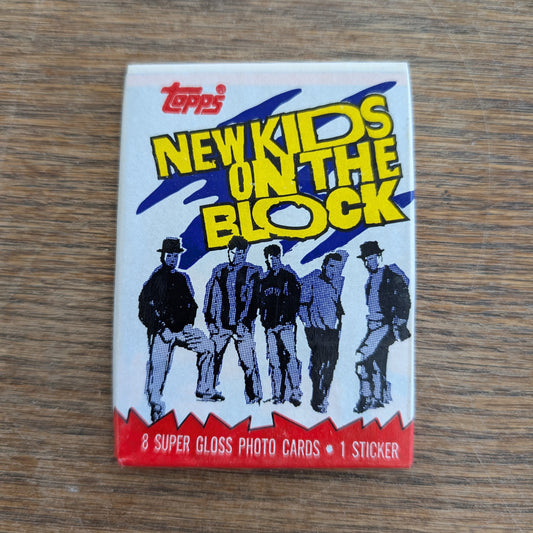 Topps
NEW KIDS
ON THE
BLOCK
8 SUPER GLOSS PHOTO CARDS • 1 STICKER